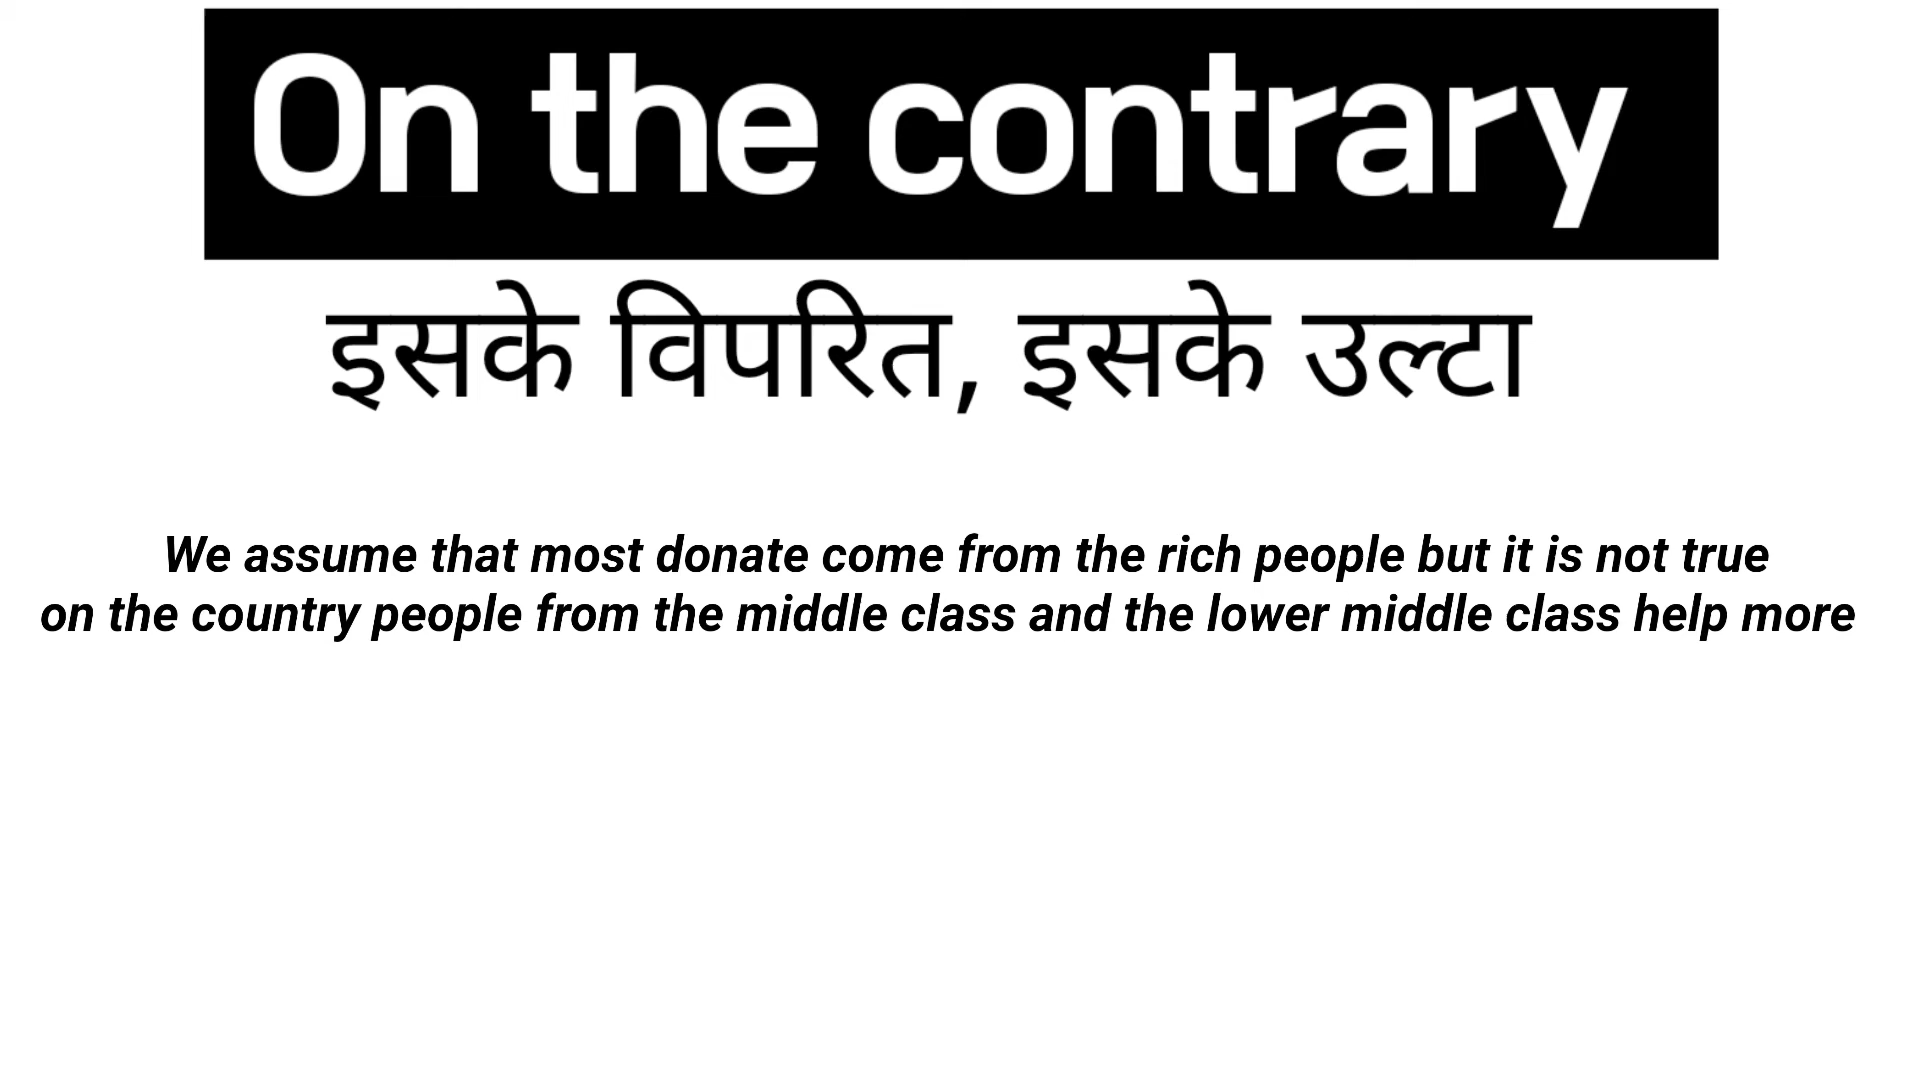 On the contrary
इसके विपरित, इसके उल्टा
We assume that most donate come from the rich people but it is not true
on the country people from the middle class and the lower middle class help more